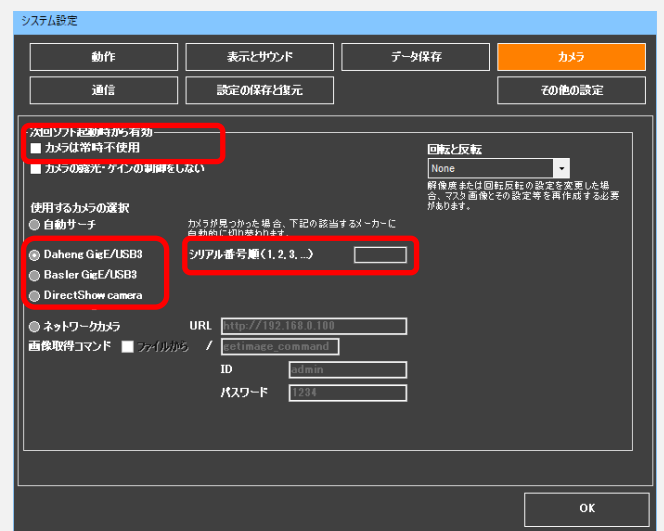 システム設定
動作
表示とサウンド
データ保存
カメラ
通信
設定の保存と復元
その他の設定
次回ソフト起動時から有効
カメラは常時不使用
カメラの露光・ゲインの制御をしない
回転と反転
None
解像度または回転反転の設定を変更した場
合、マスク画像とその設定等を再作成する必要
があります。
使用するカメラの選択
自動サーチ
カメラが見つかった場合、下記の該当するメーカーに
自動的に切り替わります.
Daheng GigE/USB3
シリアル番号順(1,2,3,...)
Basler GigE/USB3
DirectShow camera
ネットワークカメラ
URL http://192.168.0.100
画像取得コマンド ファイルから / getimage_command
ID admin
パスワード 1234
OK